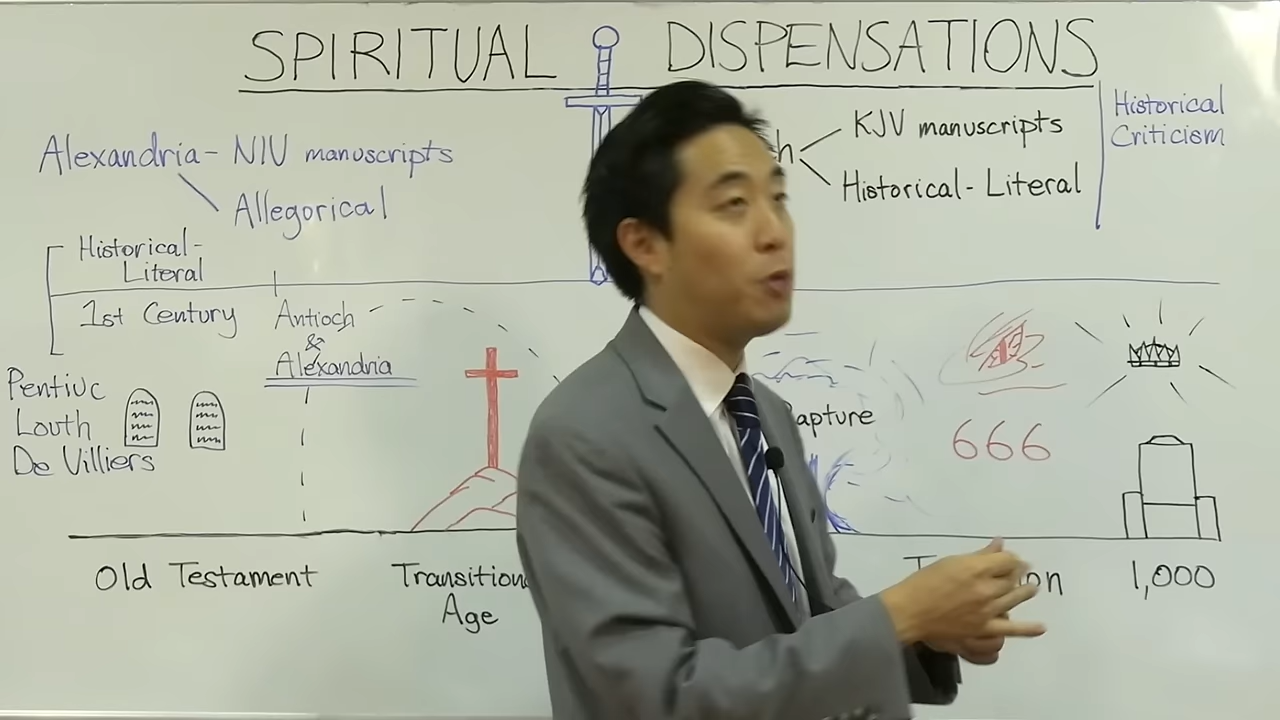 SPIRITUAL DISPENSATIONS
Alexandria - NIV manuscripts
Allegorical
KJV manuscripts
Historical - Literal
Historical
Criticism
Historical -
Literal
1st Century
Antioch
&
Alexandria
Pentiuc
Louth
De Villiers
Rapture
666
Old Testament
Age
1,000